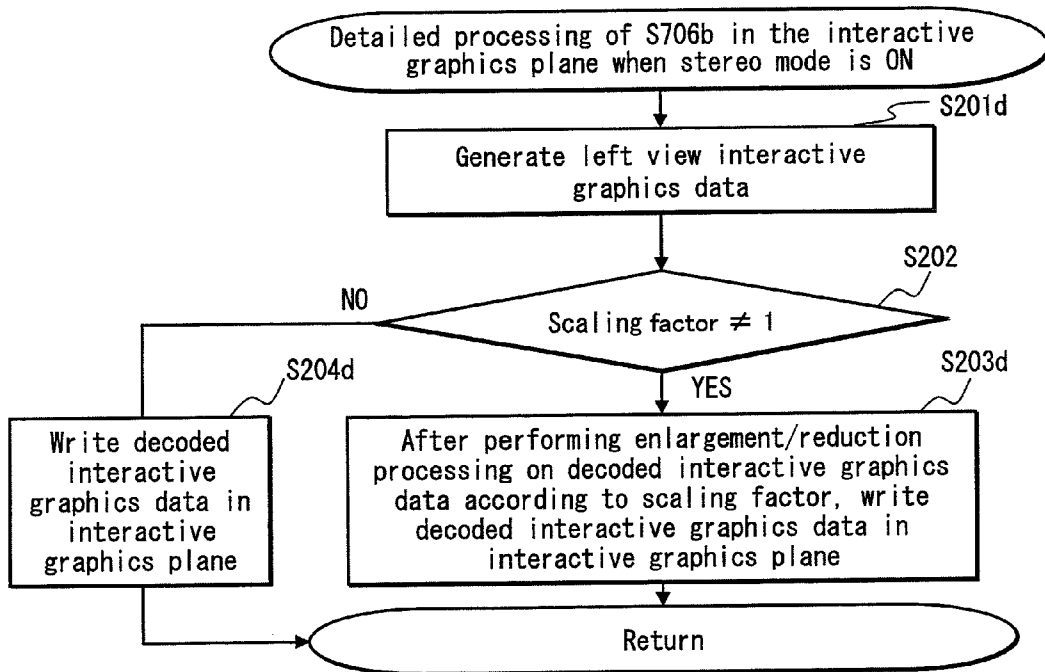 Detailed processing of S706b in the interactive
graphics plane when stereo mode is ON
S201d
Generate left view interactive
graphics data
S202
NO
Scaling factor ≠ 1
S204d
YES
S203d
Write decoded
interactive
graphics data in
interactive
graphics plane
After performing enlargement/reduction
processing on decoded interactive graphics
data according to scaling factor, write
decoded interactive graphics data in
interactive graphics plane
Return